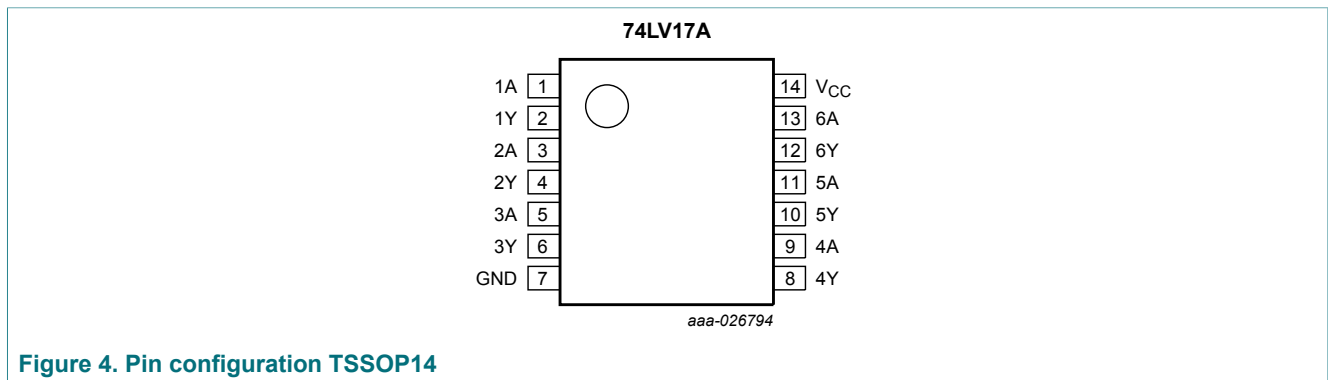 74LV17A
1A 1 14 VCC
1Y 2 13 6A
2A 3 12 6Y
2Y 4 11 5A
3A 5 10 5Y
3Y 6 9 4A
GND 7 8 4Y
aaa-026794
Figure 4. Pin configuration TSSOP14